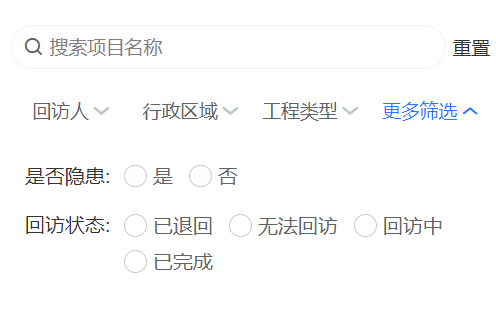 搜索项目名称 重置
回访人 行政区域 工程类型 更多筛选
是否隐患: 是 否
回访状态: 已退回 无法回访 回访中
已完成